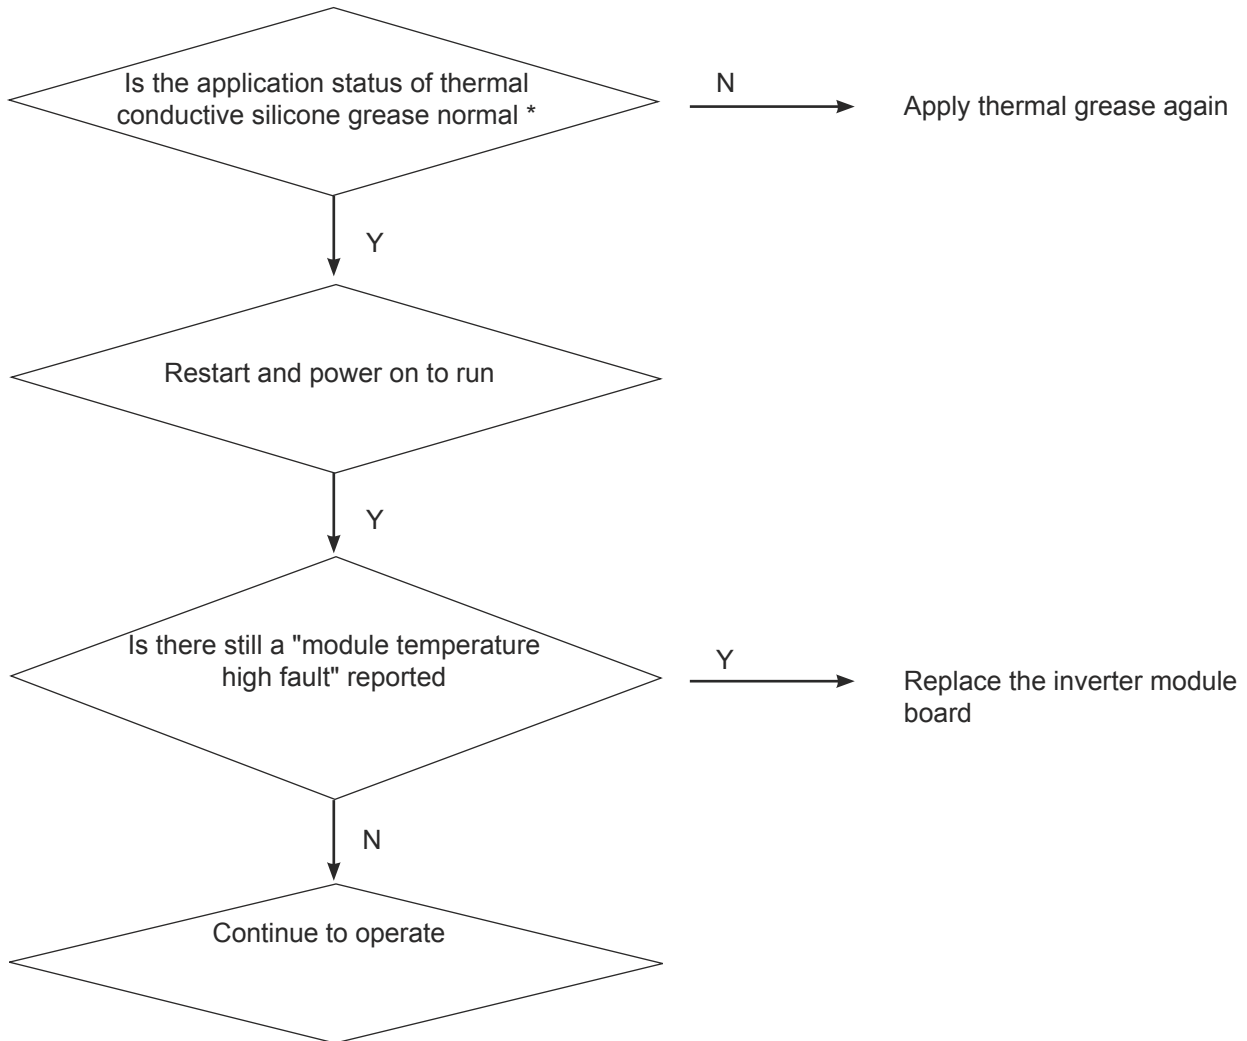 Is the application status of thermal
conductive silicone grease normal *
N
Apply thermal grease again
Y
Restart and power on to run
Y
Is there still a "module temperature
high fault" reported
Y
Replace the inverter module
board
N
Continue to operate